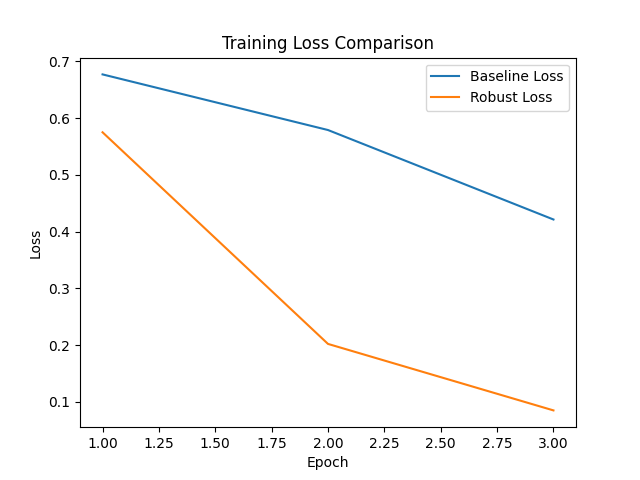 Training Loss Comparison
Baseline Loss
Robust Loss
Loss
0.7
0.6
0.5
0.4
0.3
0.2
0.1
1.00 1.25 1.50 1.75 2.00 2.25 2.50 2.75 3.00
Epoch